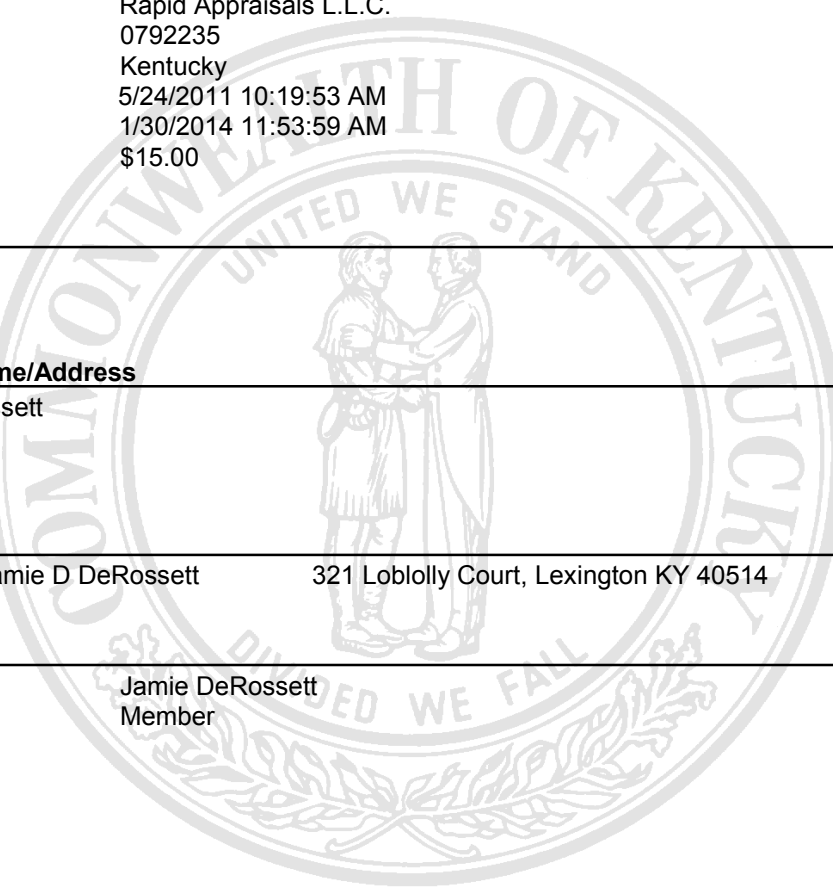 Rapid Appraisals L.L.C.
0792235
Kentucky
5/24/2011 10:19:53 AM
1/30/2014 11:53:59 AM
$15.00
COMMONWEALTH OF KENTUCKY
UNITED WE STAND
me/Address
sett
amie D DeRossett 321 Loblolly Court, Lexington KY 40514
DIVIDED WE FALL
Jamie DeRossett
Member